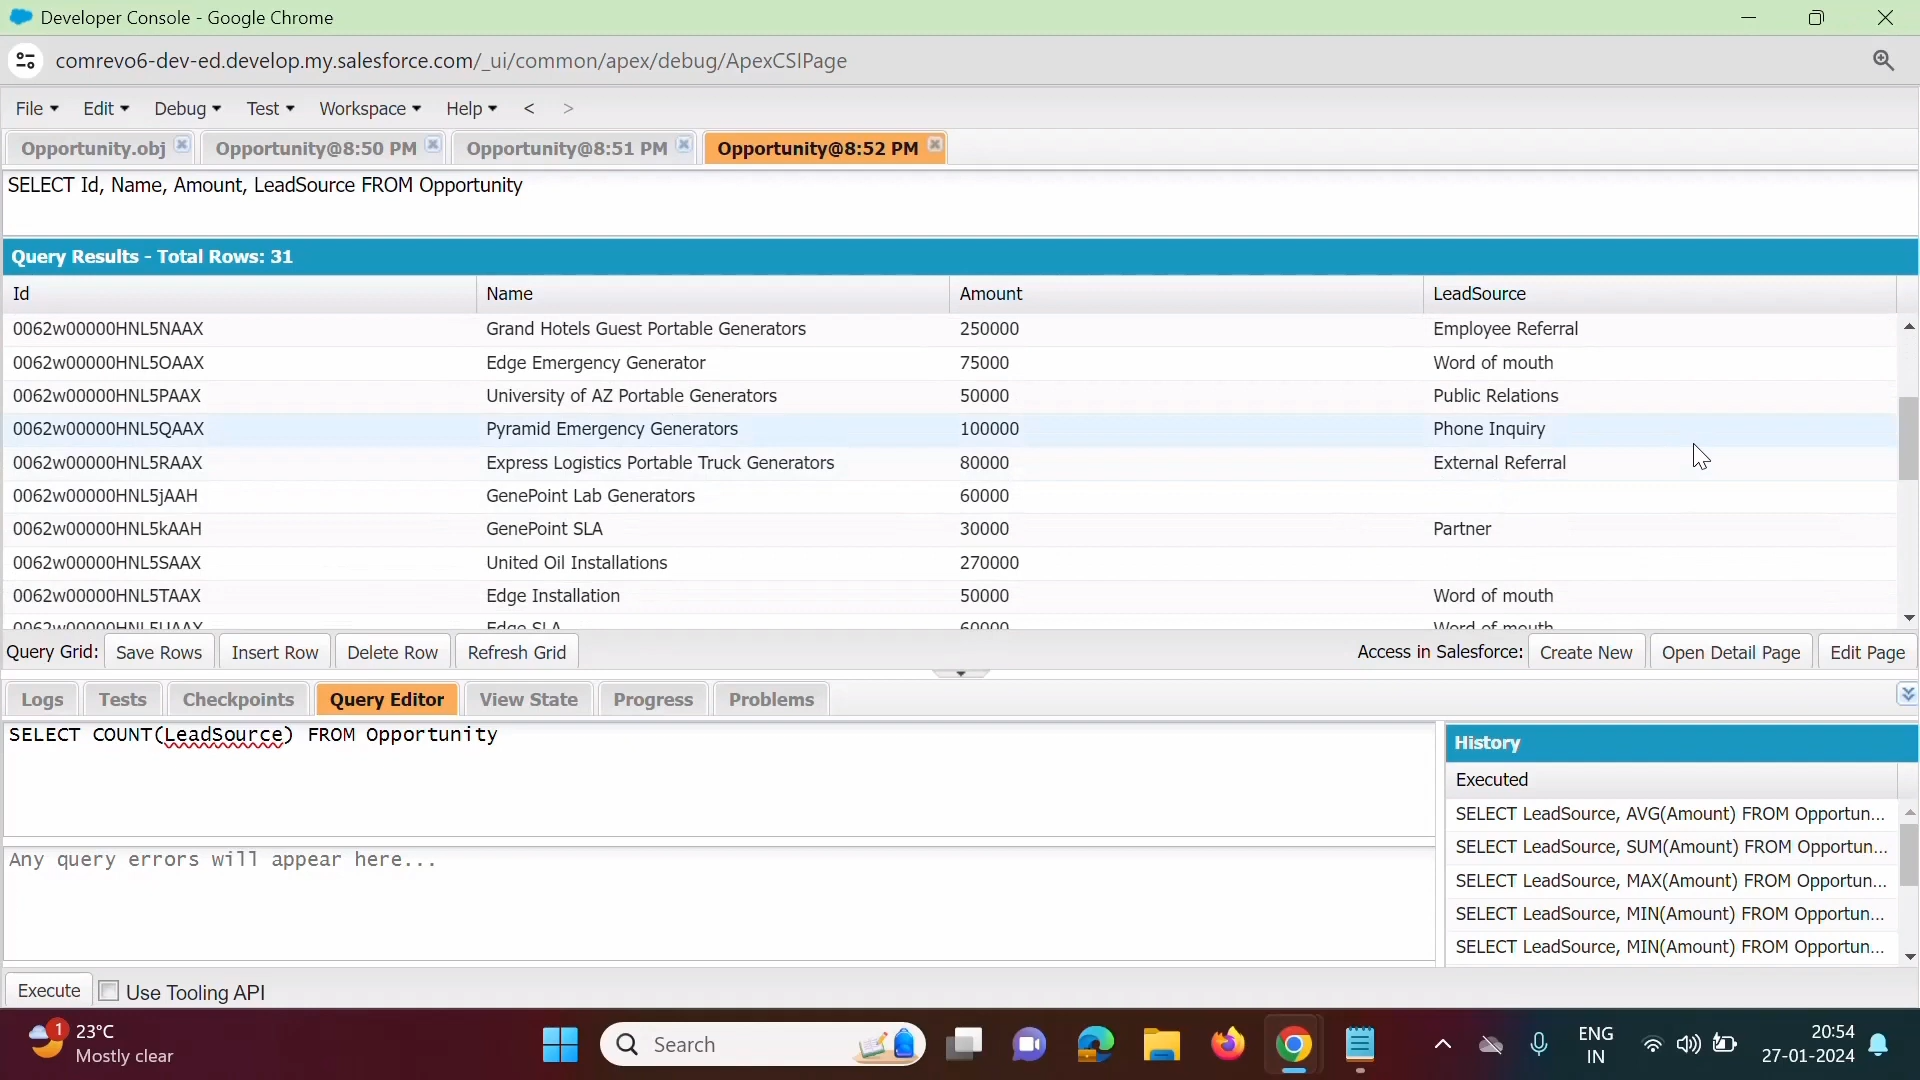 Developer Console - Google Chrome
comrevo6-dev-ed.develop.my.salesforce.com/_ui/common/apex/debug/ApexCSIPage
File Edit Debug Test Workspace Help < >
Opportunity.obj Opportunity@8:50 PM Opportunity@8:51 PM Opportunity@8:52 PM
SELECT Id, Name, Amount, LeadSource FROM Opportunity
Query Results - Total Rows: 31
Id Name Amount LeadSource
0062w00000HNL5NAAX Grand Hotels Guest Portable Generators 250000 Employee Referral
0062w00000HNL5OAAX Edge Emergency Generator 75000 Word of mouth
0062w00000HNL5PAAX University of AZ Portable Generators 50000 Public Relations
0062w00000HNL5QAAX Pyramid Emergency Generators 100000 Phone Inquiry
0062w00000HNL5RAAX Express Logistics Portable Truck Generators 80000 External Referral
0062w00000HNL5jAAH GenePoint Lab Generators 60000
0062w00000HNL5kAAH GenePoint SLA 30000 Partner
0062w00000HNL5SAAX United Oil Installations 270000
0062w00000HNL5TAAX Edge Installation 50000 Word of mouth
0062w00000HNL5UAAX Edge SLA 60000 Word of mouth
Query Grid: Save Rows Insert Row Delete Row Refresh Grid Access in Salesforce: Create New Open Detail Page Edit Page
Logs Tests Checkpoints Query Editor View State Progress Problems
SELECT COUNT(LeadSource) FROM Opportunity
Any query errors will appear here...
History
Executed
SELECT LeadSource, AVG(Amount) FROM Opportun...
SELECT LeadSource, SUM(Amount) FROM Opportun...
SELECT LeadSource, MAX(Amount) FROM Opportun...
SELECT LeadSource, MIN(Amount) FROM Opportun...
SELECT LeadSource, MIN(Amount) FROM Opportun...
Execute Use Tooling API
1 23°C
Mostly clear
Search
ENG
IN
20:54
27-01-2024